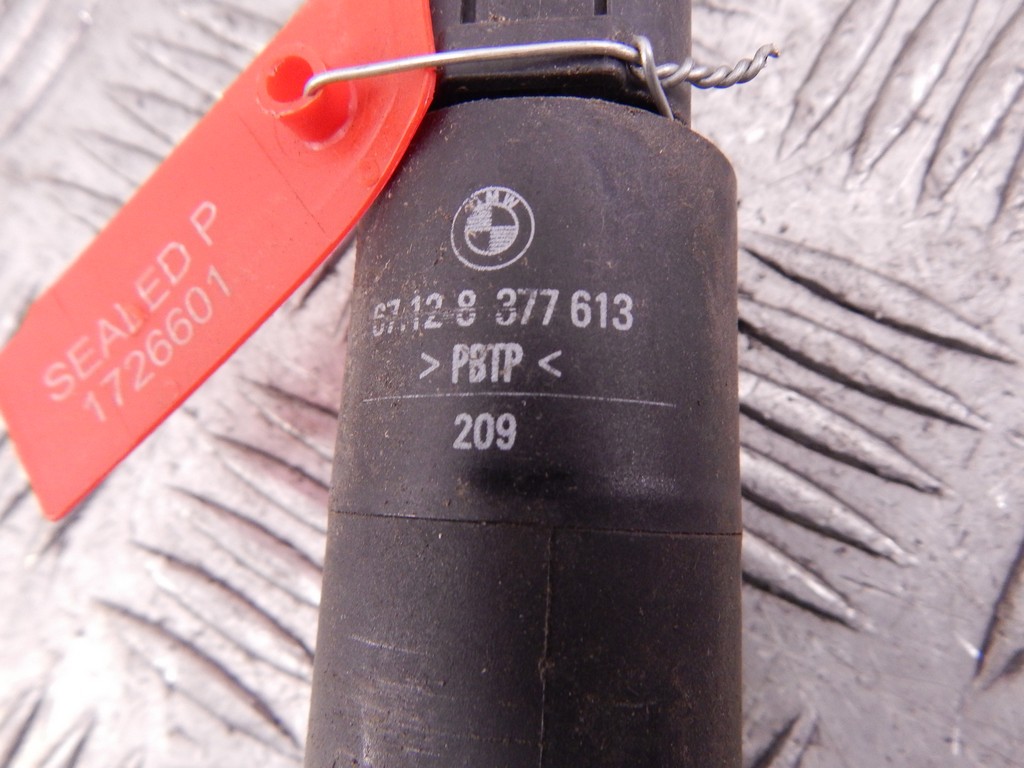 SEALED P
1726601
BMW
67.12-8 377 613
> PBTP <
209